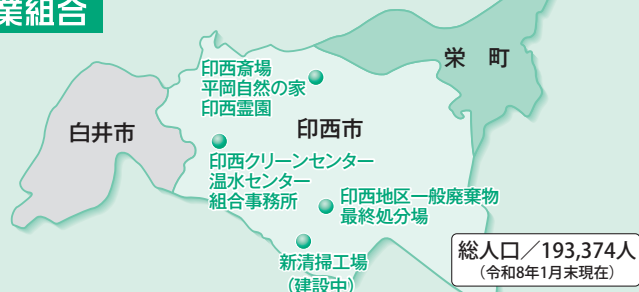 業組合
栄　町
印西斎場
平岡自然の家
印西霊園
印西市
白井市
印西クリーンセンター
温水センター
組合事務所
印西地区一般廃棄物
最終処分場
新清掃工場
（建設中）
総人口／193,374人
（令和8年1月末現在）